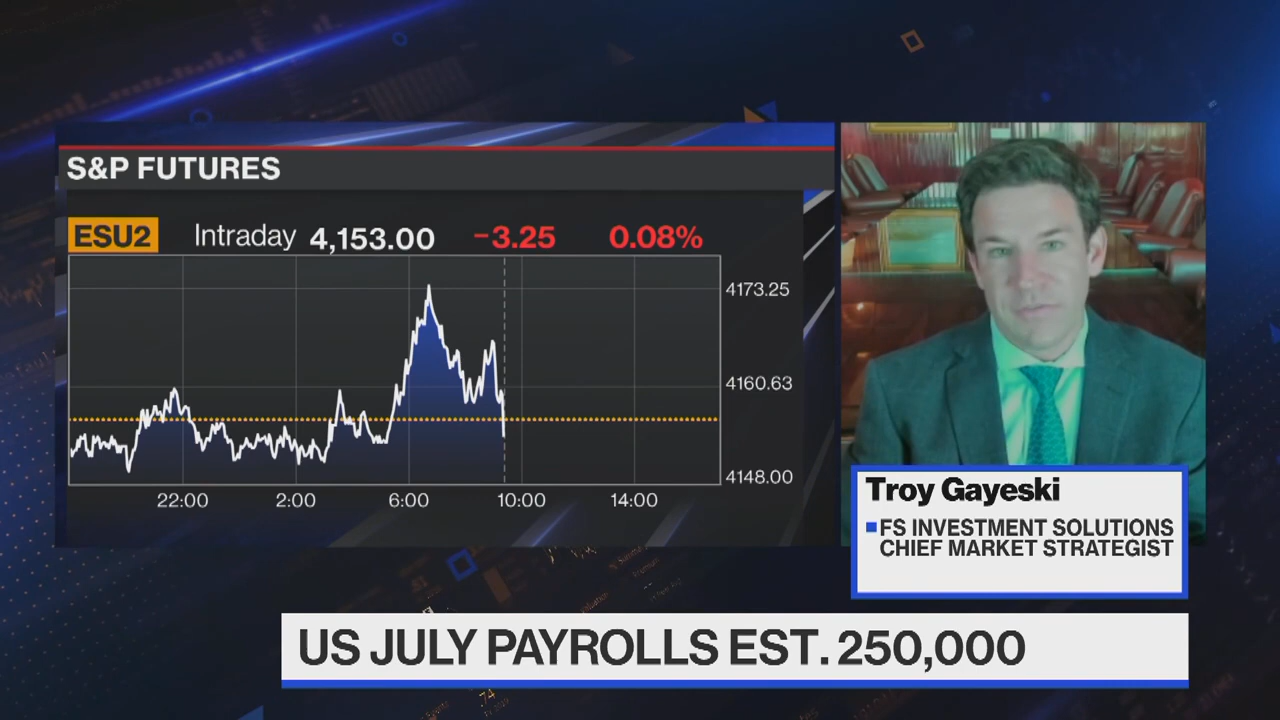 S&P FUTURES
ESU2 Intraday 4,153.00 −3.25 0.08%
4173.25
4160.63
4148.00
22:00 2:00 6:00 10:00 14:00
Troy Gayeski
FS INVESTMENT SOLUTIONS
CHIEF MARKET STRATEGIST
US JULY PAYROLLS EST. 250,000
.74